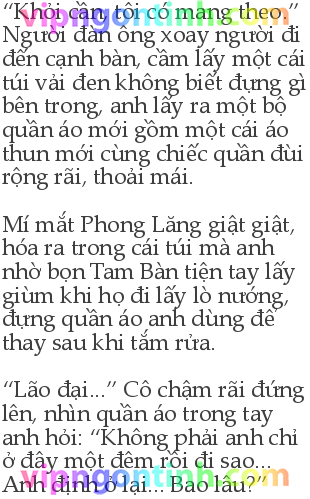 “Khỏi cần, tôi có mang theo.”
vipngontinh.com
Người đàn ông xoay người đi
đến cạnh bàn, cầm lấy một cái
túi vải đen không biết đựng gì
bên trong, anh lấy ra một bộ
quần áo mới gồm một cái áo
thun mới cùng chiếc quần đùi
rộng rãi, thoải mái.
Mí mắt Phong Lăng giật giật,
hóa ra trong cái túi mà anh
nhờ bọn Tam Bàn tiện tay lấy
giùm khi họ đi lấy lò nướng,
đựng quần áo anh dùng để
thay sau khi tắm rửa.
“Lão đại...” Cô chậm rãi đứng
lên, nhìn quần áo trong tay
anh hỏi: “Không phải anh chỉ
ở đây một đêm rồi đi sao...
Anh định ở lại... Bao lâu?”
vipngontinh.com